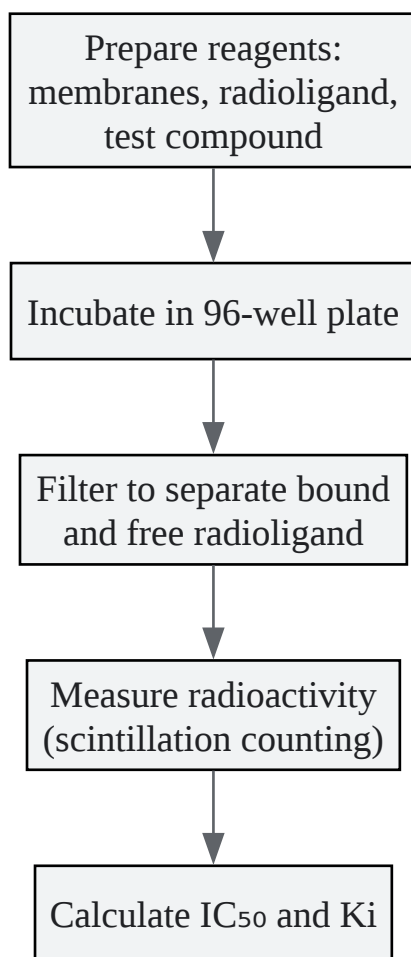 Prepare reagents:
membranes, radioligand,
test compound
Incubate in 96-well plate
Filter to separate bound
and free radioligand
Measure radioactivity
(scintillation counting)
Calculate IC₅₀ and Ki